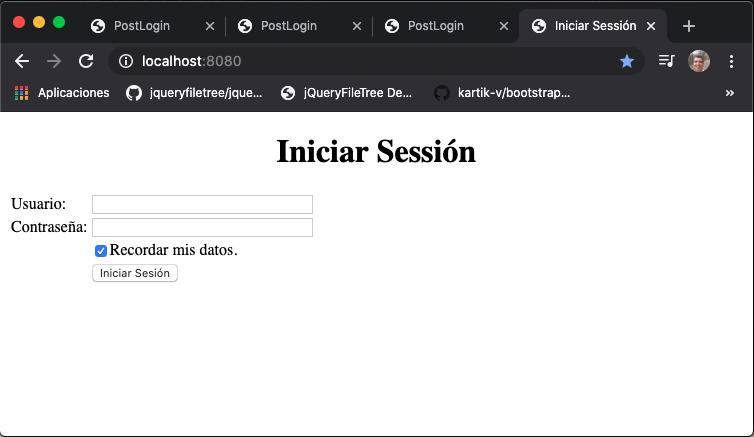 PostLogin
PostLogin
PostLogin
Iniciar Sessión
localhost:8080
Aplicaciones
jqueryfiletree/jque...
jQueryFileTree De...
kartik-v/bootstrap...
Iniciar Sessión
Usuario:
Contraseña:
Recordar mis datos.
Iniciar Sesión